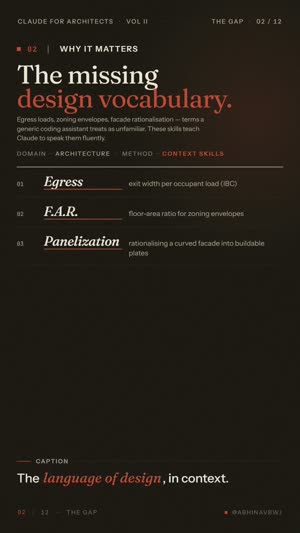 CLAUDE FOR ARCHITECTS · VOL II
THE GAP · 02 / 12
02 | WHY IT MATTERS
The missing
design vocabulary.
Egress loads, zoning envelopes, facade rationalisation — terms a
generic coding assistant treats as unfamiliar. These skills teach
Claude to speak them fluently.
DOMAIN · ARCHITECTURE · METHOD · CONTEXT SKILLS
01 Egress exit width per occupant load (IBC)
02 F.A.R. floor-area ratio for zoning envelopes
03 Panelization rationalising a curved facade into buildable
plates
CAPTION
The language of design, in context.
02 / 12 · THE GAP
@ABHINAVBWJ